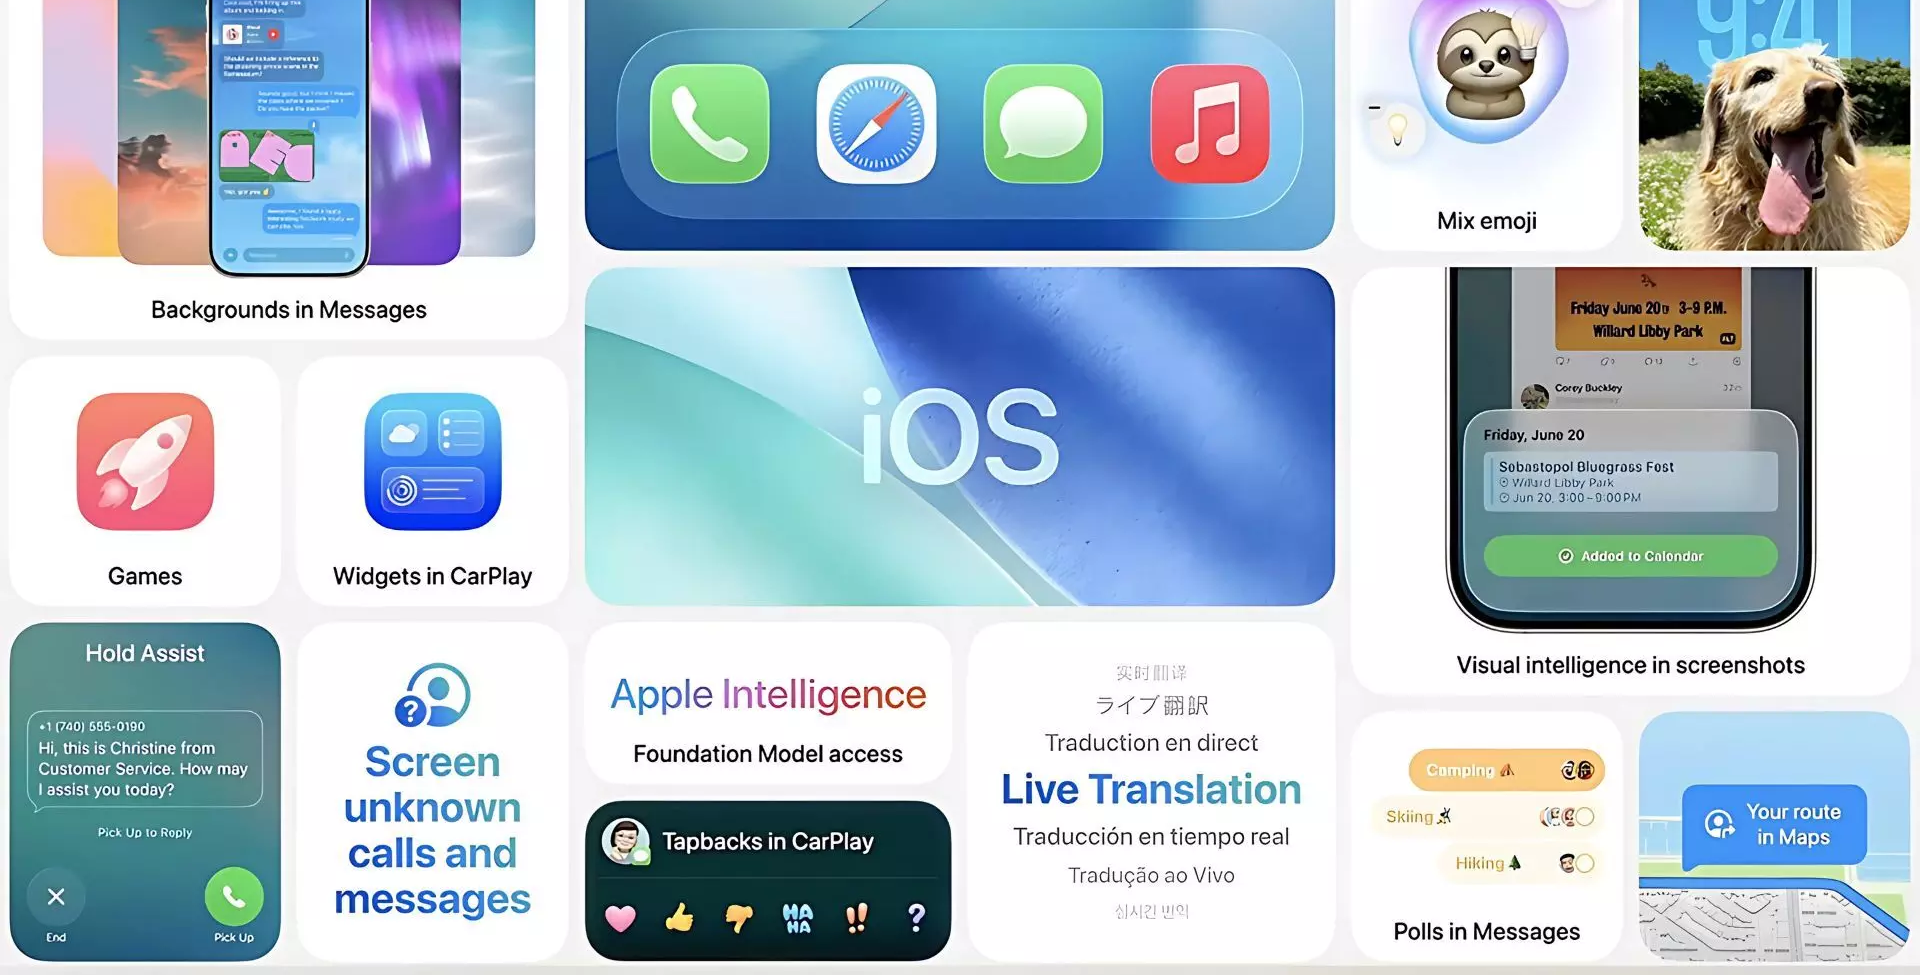 9:41
Mix emoji
Backgrounds in Messages
iOS
Friday June 20
3-9 P.M.
Willard Libby Park
ALT
Corey Buckley
Friday, June 20
Sebastopol Bluegrass Fest
Willard Libby Park
Jun 20, 3:00–9:00 PM
Added to Calendar
Visual intelligence in screenshots
Games
Widgets in CarPlay
Hold Assist
+1 (740) 555-0190
Hi, this is Christine from
Customer Service. How may
I assist you today?
Pick Up to Reply
End
Pick Up
Screen
unknown
calls and
messages
Apple Intelligence
Foundation Model access
Tapbacks in CarPlay
HA
HA
实时翻译
ライブ翻訳
Traduction en direct
Live Translation
Traducción en tiempo real
Tradução ao Vivo
실시간 번역
Camping
Skiing
Hiking
Polls in Messages
Your route
in Maps